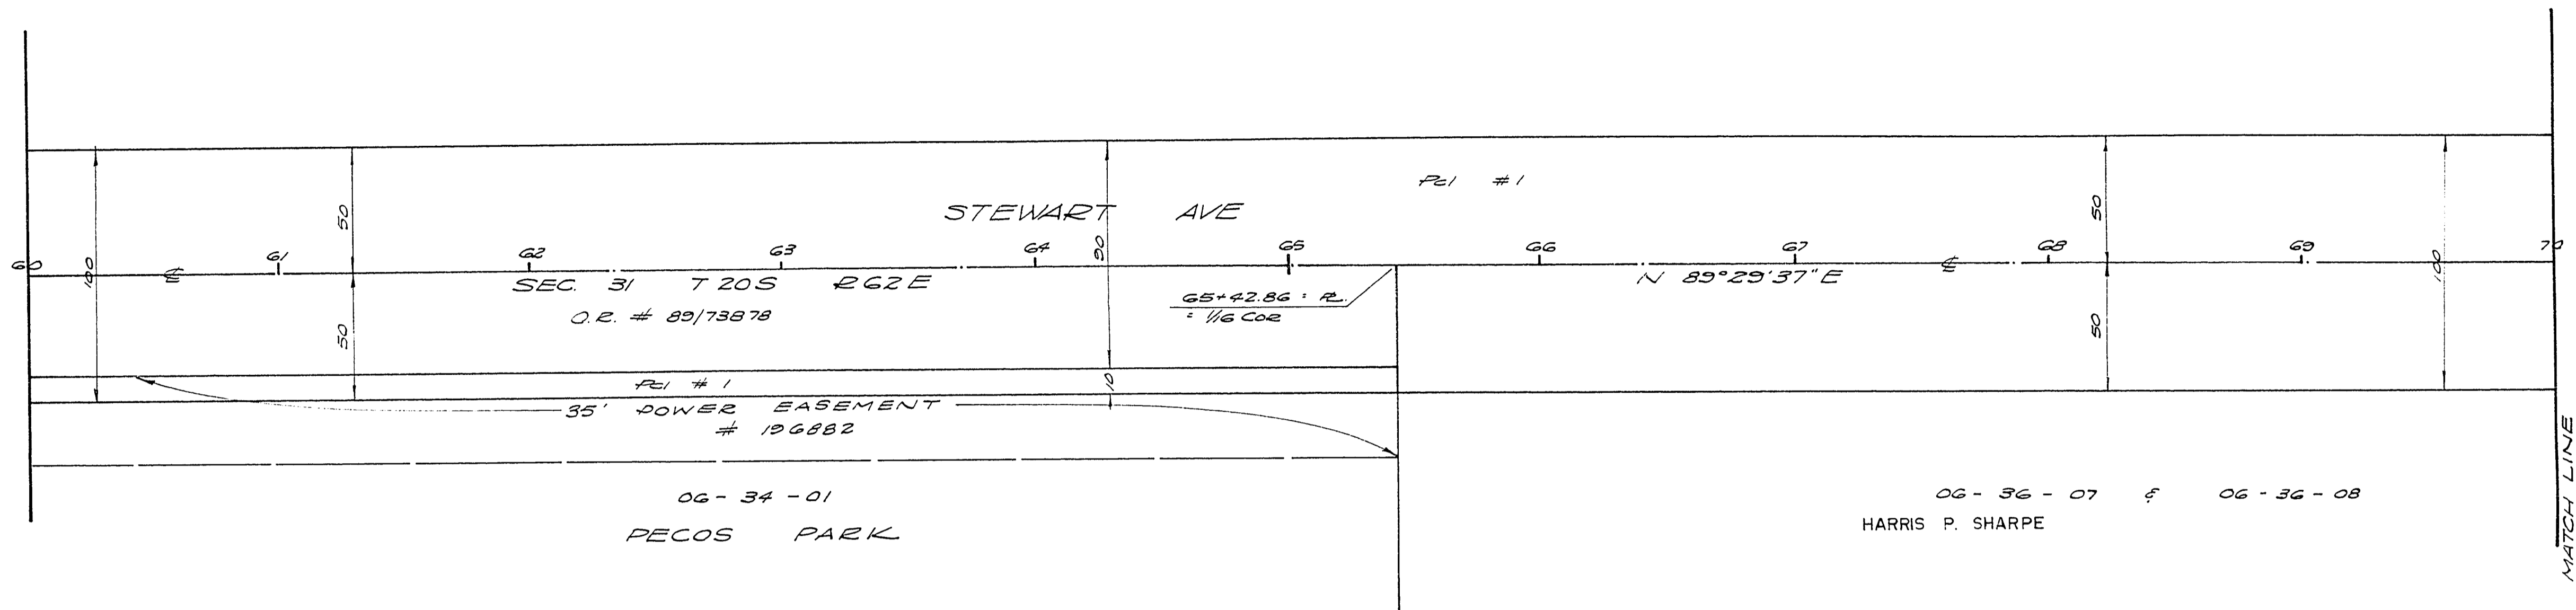 Pcl #1
STEWART AVE
60 61 62 63 64 65 66 67 68 69 70
50
50
100
90
10
50
50
100
℄
℄
SEC. 31 T20S R62E
N 89°29'37"E
O.R. # 89/73878
65+42.86 = ℞.
= 1/16 COR
Pcl # 1
35' POWER EASEMENT
# 196882
06-34-01
PECOS PARK
06-36-07 & 06-36-08
HARRIS P. SHARPE
MATCH LINE